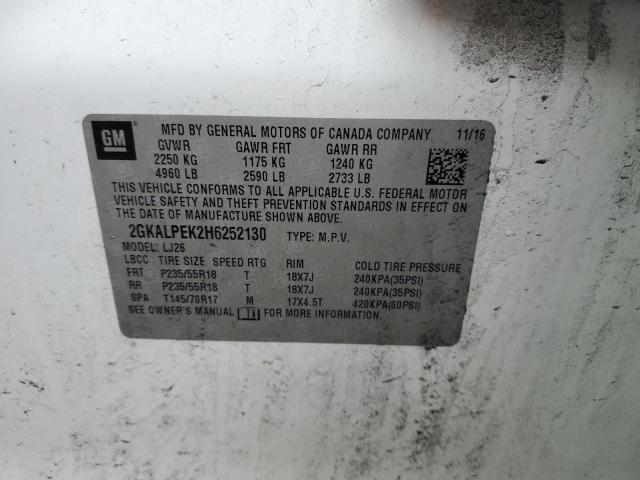 GM
MFD BY GENERAL MOTORS OF CANADA COMPANY 11/16
GVWR GAWR FRT GAWR RR
2250 KG 1175 KG 1240 KG
4960 LB 2590 LB 2733 LB
THIS VEHICLE CONFORMS TO ALL APPLICABLE U.S. FEDERAL MOTOR
VEHICLE SAFETY AND THEFT PREVENTION STANDARDS IN EFFECT ON
THE DATE OF MANUFACTURE SHOWN ABOVE.
2GKALPEK2H6252130 TYPE: M.P.V.
MODEL: LJ26
LBCC TIRE SIZE SPEED RTG RIM COLD TIRE PRESSURE
FRT P235/55R18 T 18X7J 240KPA(35PSI)
RR P235/55R18 T 18X7J 240KPA(35PSI)
SPA T145/70R17 M 17X4.5T 420KPA(60PSI)
SEE OWNER'S MANUAL FOR MORE INFORMATION.